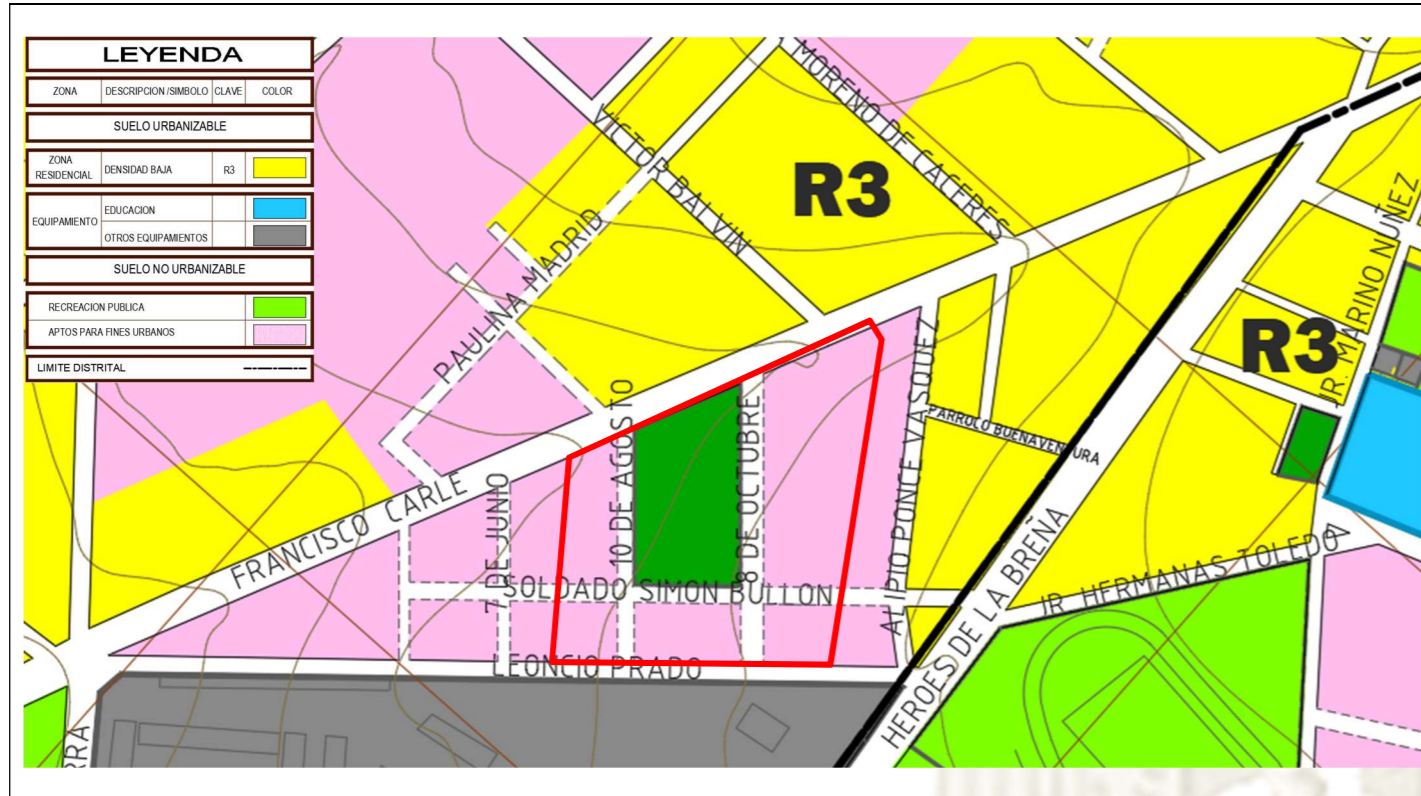 LEYENDA
ZONA DESCRIPCION /SIMBOLO CLAVE COLOR
SUELO URBANIZABLE
ZONA RESIDENCIAL DENSIDAD BAJA R3
EQUIPAMIENTO EDUCACION
OTROS EQUIPAMIENTOS
SUELO NO URBANIZABLE
RECREACION PUBLICA
APTOS PARA FINES URBANOS
LIMITE DISTRITAL
MORENO DE CACERES
VICTOR BALVIN
R3
PAULINA MADRID
JR. MARINO NUÑEZ
R3
10 DE AGOSTO
8 DE OCTUBRE
ALIPIO PONCE VASQUEZ
PARROLO BUENAVENTURA
FRANCISCO CARLE
7 DE JUNIO
SOLDADO SIMON BULLON
HEROES DE LA BREÑA
JR. HERMANAS TOLEDO
LEONCIO PRADO
RRA